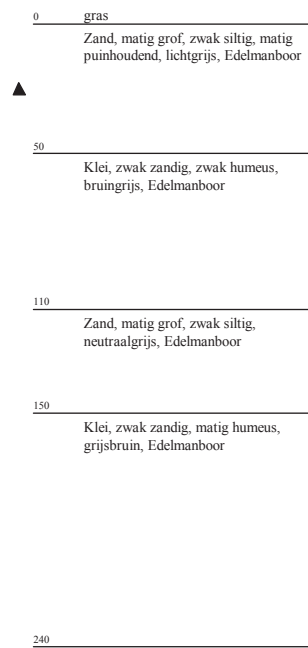 0 gras
Zand, matig grof, zwak siltig, matig
puinhoudend, lichtgrijs, Edelmanboor
50
Klei, zwak zandig, zwak humeus,
bruingrijs, Edelmanboor
110
Zand, matig grof, zwak siltig,
neutraalgrijs, Edelmanboor
150
Klei, zwak zandig, matig humeus,
grijsbruin, Edelmanboor
240